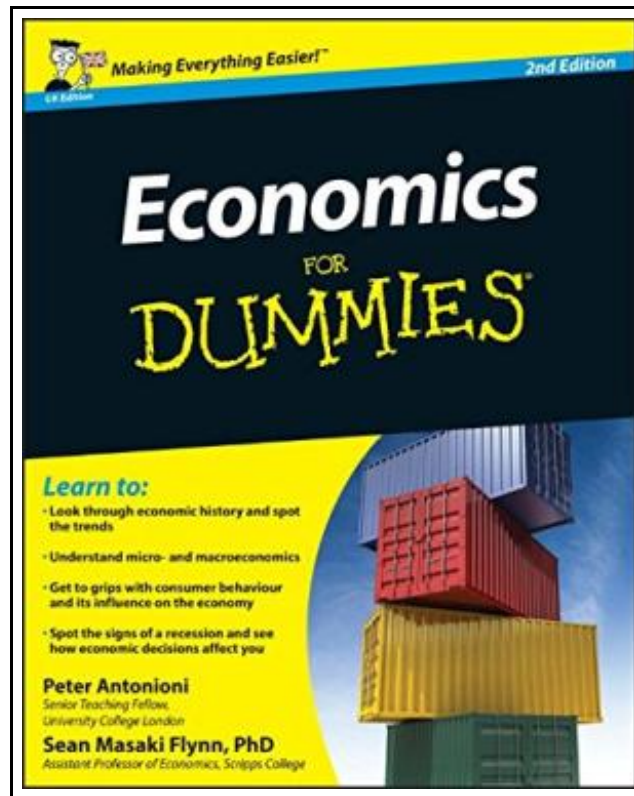 Making Everything Easier!™
UK Edition
2nd Edition
Economics
FOR
DUMMIES®
Learn to:
• Look through economic history and spot
the trends
• Understand micro- and macroeconomics
• Get to grips with consumer behaviour
and its influence on the economy
• Spot the signs of a recession and see
how economic decisions affect you
Peter Antonioni
Senior Teaching Fellow,
University College London
Sean Masaki Flynn, PhD
Assistant Professor of Economics, Scripps College